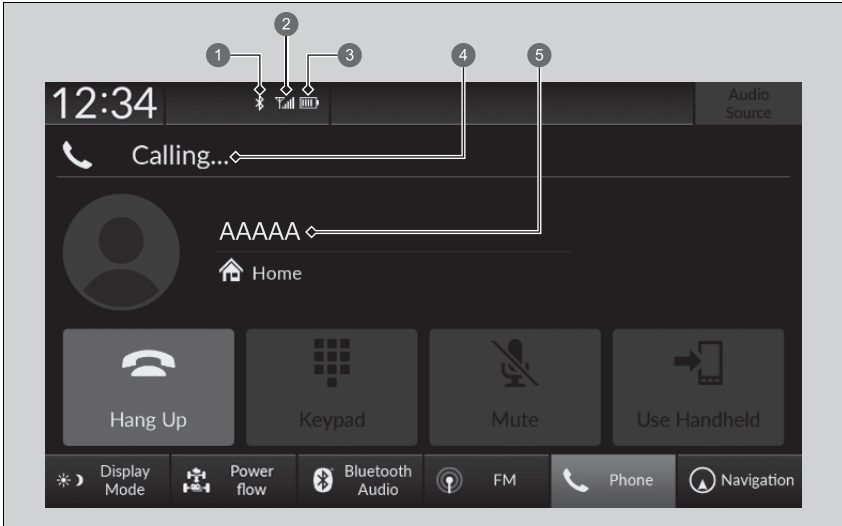 2
1
3
4
5
12:34
Audio
Source
Calling...
AAAAA
Home
Hang Up
Keypad
Mute
Use Handheld
Display
Mode
Power
flow
Bluetooth
Audio
FM
Phone
Navigation